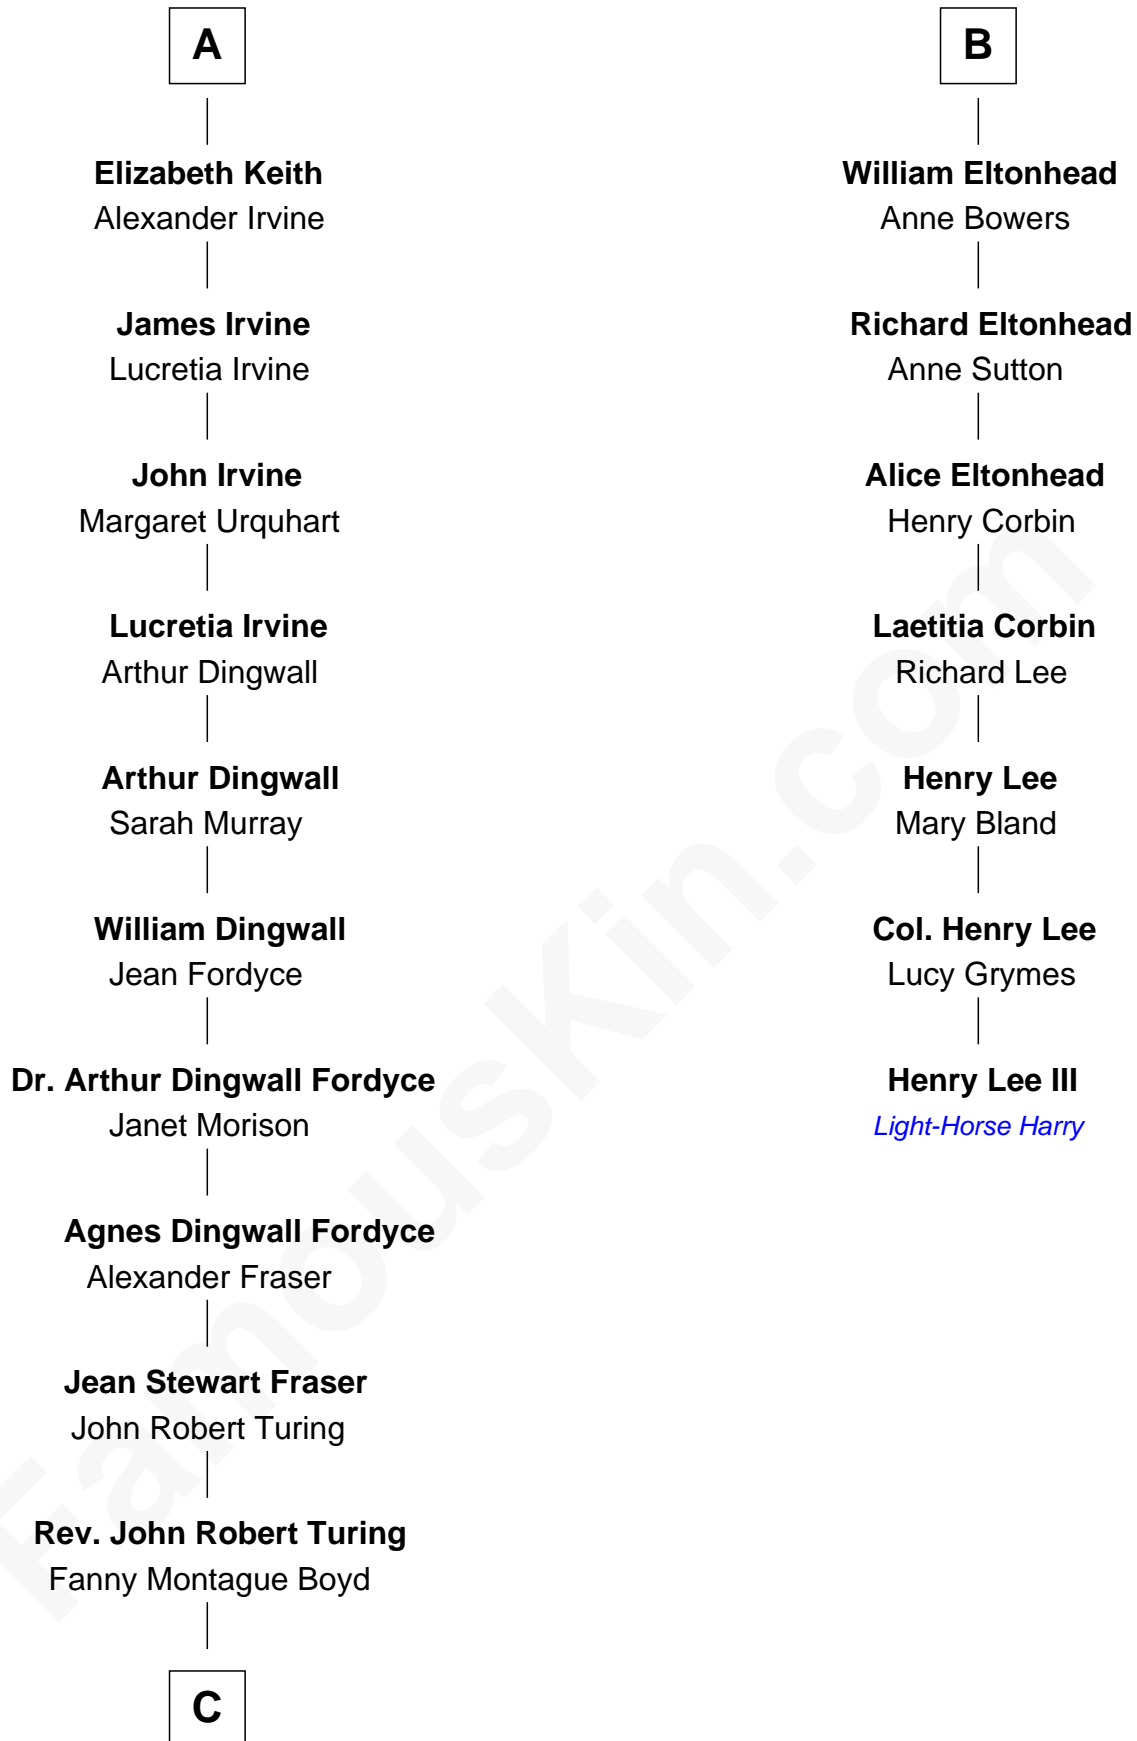 A
Elizabeth Keith
Alexander Irvine
James Irvine
Lucretia Irvine
John Irvine
Margaret Urquhart
Lucretia Irvine
Arthur Dingwall
Arthur Dingwall
Sarah Murray
William Dingwall
Jean Fordyce
Dr. Arthur Dingwall Fordyce
Janet Morison
Agnes Dingwall Fordyce
Alexander Fraser
Jean Stewart Fraser
John Robert Turing
Rev. John Robert Turing
Fanny Montague Boyd
C
B
William Eltonhead
Anne Bowers
Richard Eltonhead
Anne Sutton
Alice Eltonhead
Henry Corbin
Laetitia Corbin
Richard Lee
Henry Lee
Mary Bland
Col. Henry Lee
Lucy Grymes
Henry Lee III
Light-Horse Harry
FamousKin.com